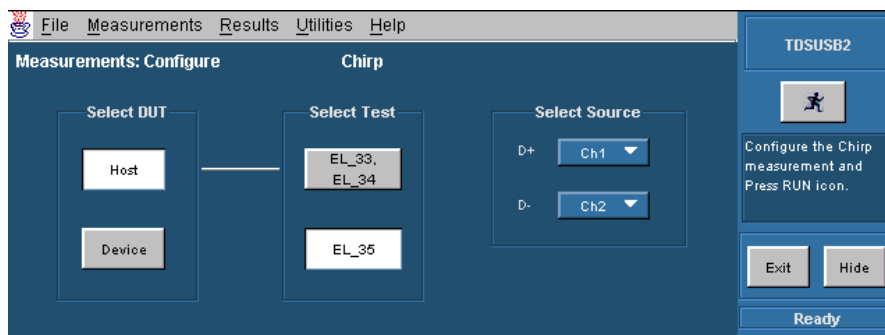 File Measurements Results Utilities Help
Measurements: Configure Chirp
Select DUT
Host
Device
Select Test
EL_33,
EL_34
EL_35
Select Source
D+ Ch1
D- Ch2
TDSUSB2
Configure the Chirp
measurement and
Press RUN icon.
Exit Hide
Ready